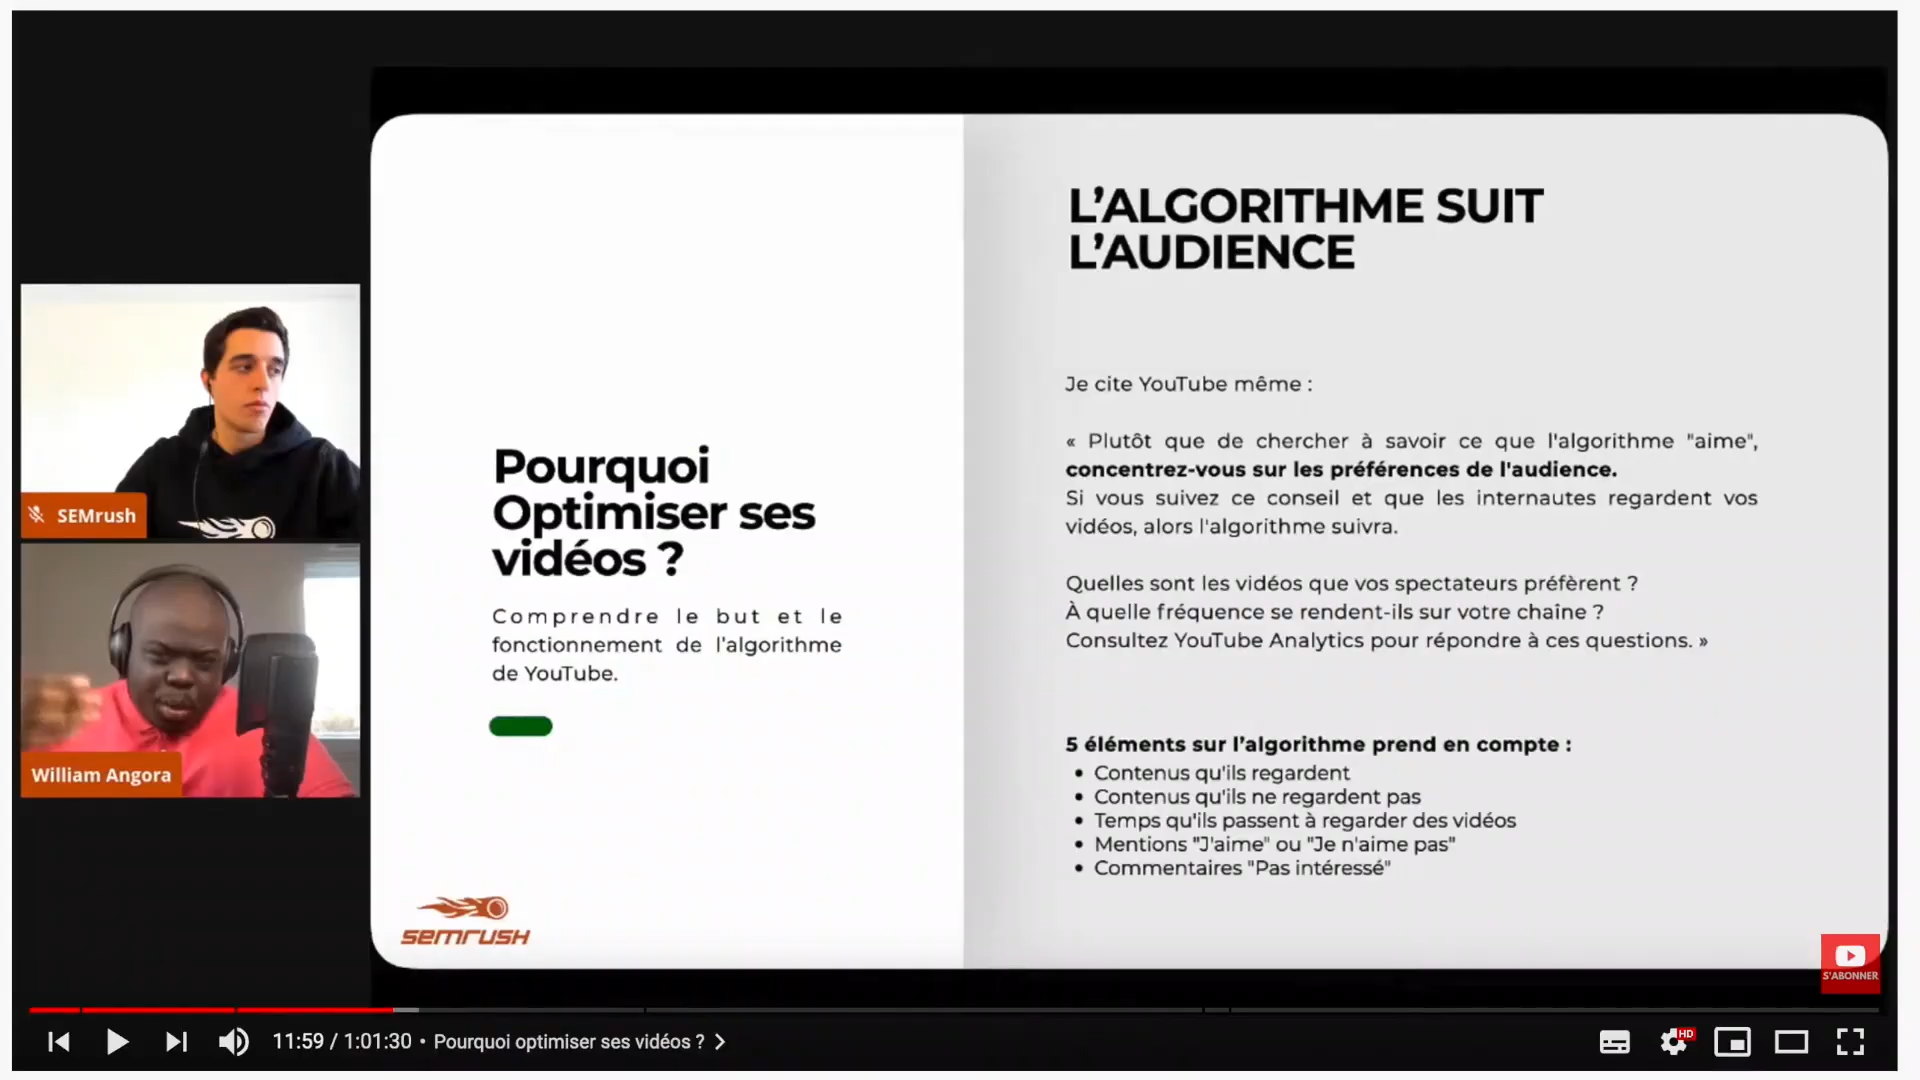 L'ALGORITHME SUIT
L'AUDIENCE
Je cite YouTube même :
« Plutôt que de chercher à savoir ce que l'algorithme "aime",
concentrez-vous sur les préférences de l'audience.
Si vous suivez ce conseil et que les internautes regardent vos
vidéos, alors l'algorithme suivra.
Quelles sont les vidéos que vos spectateurs préfèrent ?
À quelle fréquence se rendent-ils sur votre chaîne ?
Consultez YouTube Analytics pour répondre à ces questions. »
5 éléments sur l'algorithme prend en compte :
• Contenus qu'ils regardent
• Contenus qu'ils ne regardent pas
• Temps qu'ils passent à regarder des vidéos
• Mentions "J'aime" ou "Je n'aime pas"
• Commentaires "Pas intéressé"
Pourquoi
Optimiser ses
vidéos ?
Comprendre le but et le
fonctionnement de l'algorithme
de YouTube.
semrush
SEMrush
William Angora
S'ABONNER
11:59 / 1:01:30 • Pourquoi optimiser ses vidéos ?
HD